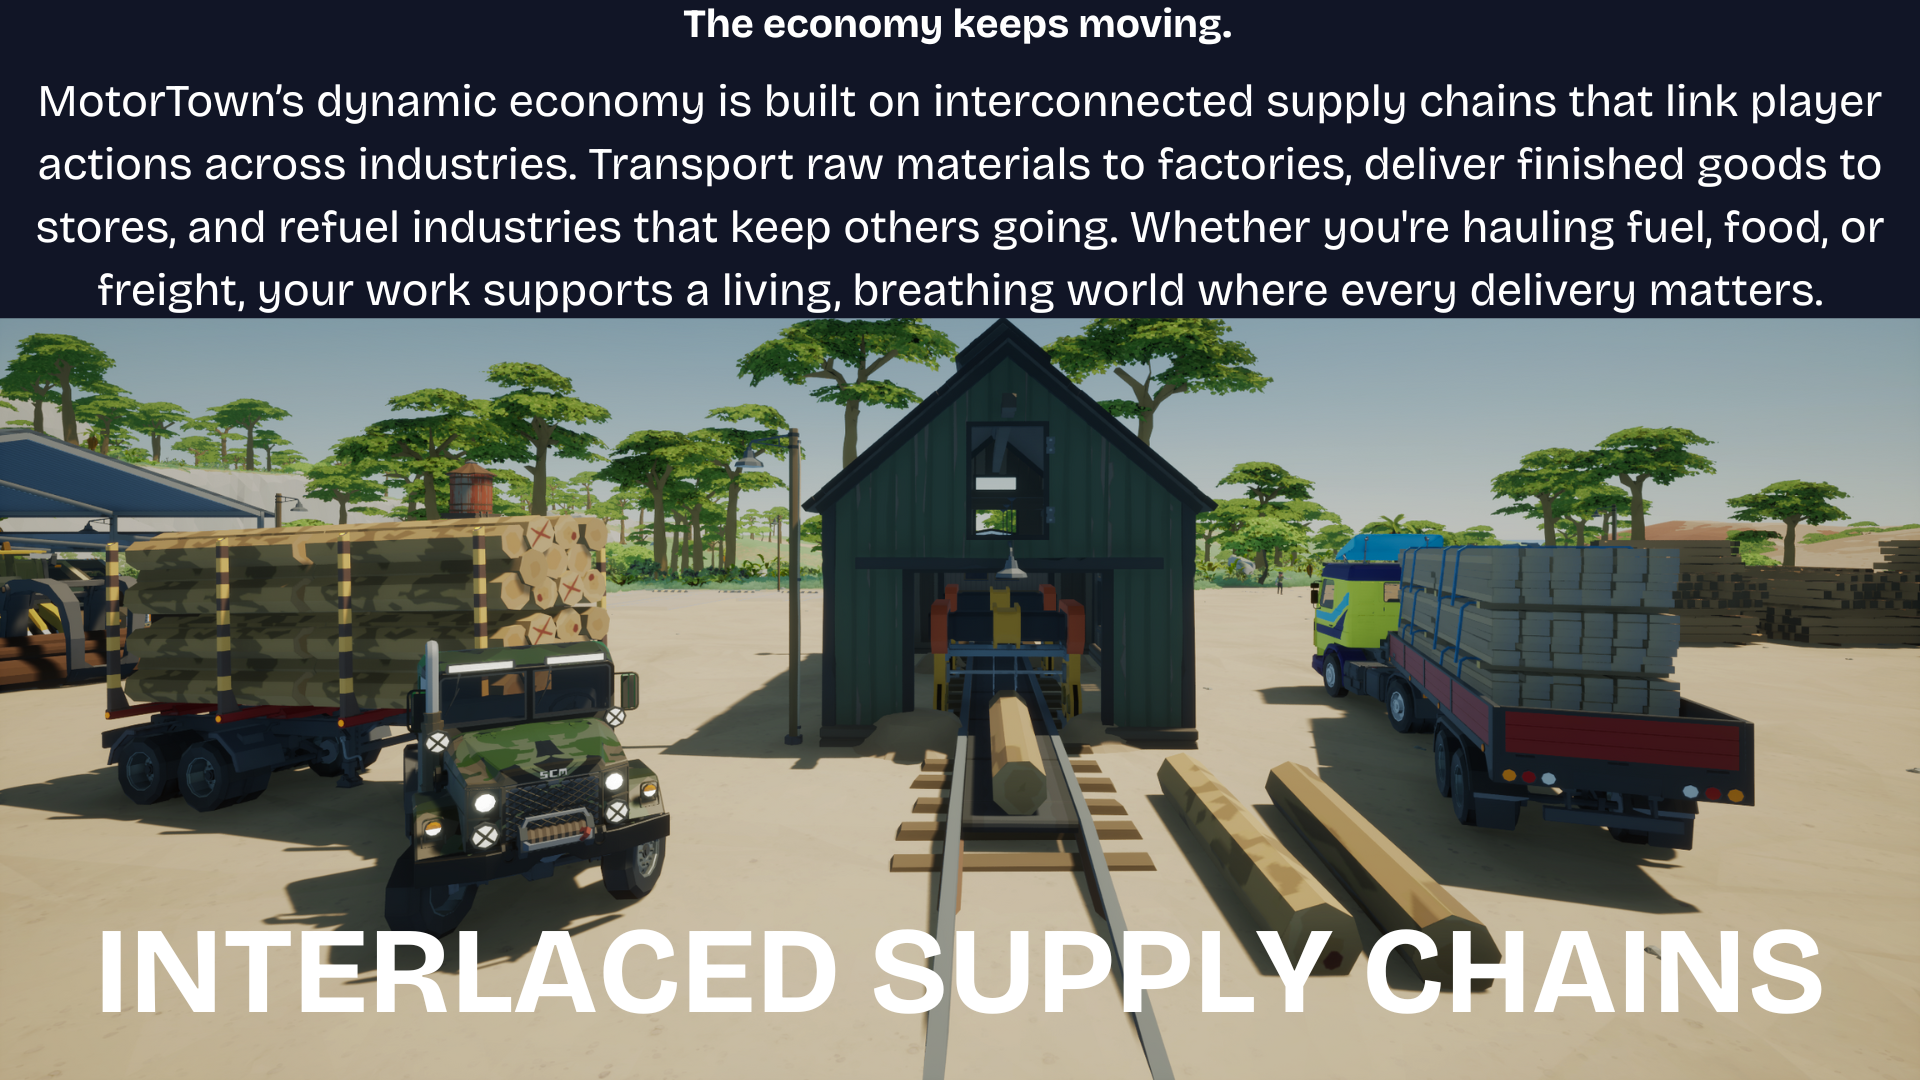 The economy keeps moving.
MotorTown’s dynamic economy is built on interconnected supply chains that link player
actions across industries. Transport raw materials to factories, deliver finished goods to
stores, and refuel industries that keep others going. Whether you're hauling fuel, food, or
freight, your work supports a living, breathing world where every delivery matters.
SCM
INTERLACED SUPPLY CHAINS